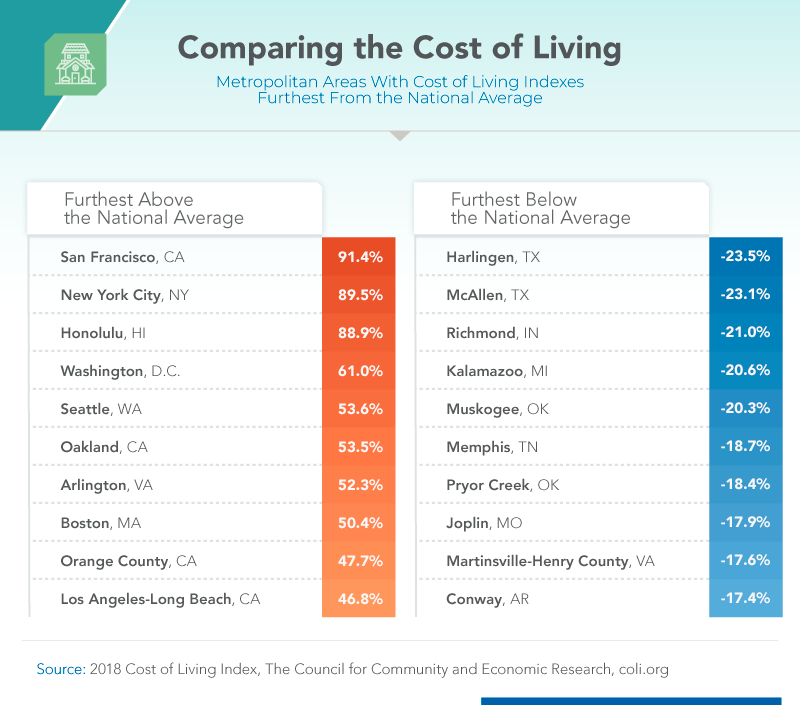 Comparing the Cost of Living
Metropolitan Areas With Cost of Living Indexes
Furthest From the National Average
Furthest Above
the National Average
San Francisco, CA 91.4%
New York City, NY 89.5%
Honolulu, HI 88.9%
Washington, D.C. 61.0%
Seattle, WA 53.6%
Oakland, CA 53.5%
Arlington, VA 52.3%
Boston, MA 50.4%
Orange County, CA 47.7%
Los Angeles-Long Beach, CA 46.8%
Furthest Below
the National Average
Harlingen, TX -23.5%
McAllen, TX -23.1%
Richmond, IN -21.0%
Kalamazoo, MI -20.6%
Muskogee, OK -20.3%
Memphis, TN -18.7%
Pryor Creek, OK -18.4%
Joplin, MO -17.9%
Martinsville-Henry County, VA -17.6%
Conway, AR -17.4%
Source: 2018 Cost of Living Index, The Council for Community and Economic Research, coli.org